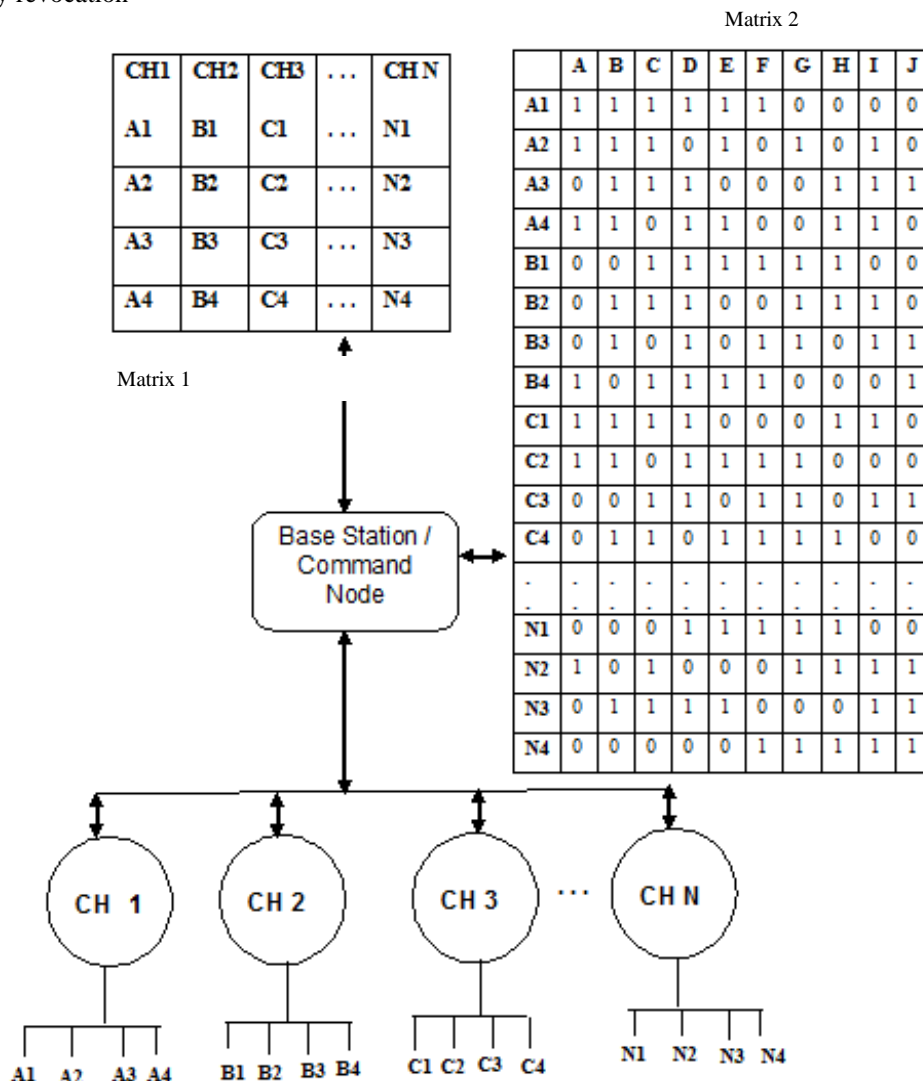 y revocation
Matrix 2
CH1 CH2 CH3 ... CH N
A1 B1 C1 ... N1
A2 B2 C2 ... N2
A3 B3 C3 ... N3
A4 B4 C4 ... N4
Matrix 1
A B C D E F G H I J
A1 1 1 1 1 1 1 0 0 0 0
A2 1 1 1 0 1 0 1 0 1 0
A3 0 1 1 1 0 0 0 1 1 1
A4 1 1 0 1 1 0 0 1 1 0
B1 0 0 1 1 1 1 1 1 0 0
B2 0 1 1 1 0 0 1 1 1 0
B3 0 1 0 1 0 1 1 0 1 1
B4 1 0 1 1 1 1 0 0 0 1
C1 1 1 1 1 0 0 0 1 1 0
C2 1 1 0 1 1 1 1 0 0 0
C3 0 0 1 1 0 1 1 0 1 1
C4 0 1 1 0 1 1 1 1 0 0
. . . . . . . . . . .
. . . . . . . . . . .
N1 0 0 0 1 1 1 1 1 0 0
N2 1 0 1 0 0 0 1 1 1 1
N3 0 1 1 1 1 0 0 0 1 1
N4 0 0 0 0 0 1 1 1 1 1
Base Station /
Command
Node
CH 1 CH 2 CH 3 ... CH N
A1 A2 A3 A4 B1 B2 B3 B4 C1 C2 C3 C4 N1 N2 N3 N4